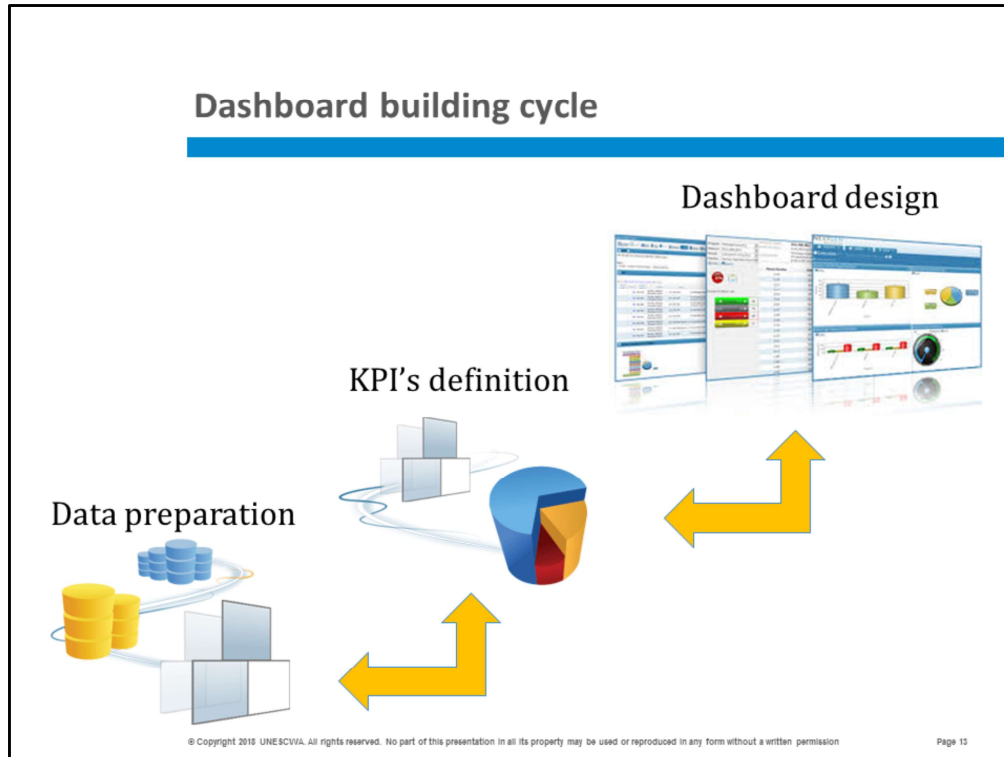 Dashboard building cycle
Dashboard design
KPI’s definition
Data preparation
© Copyright 2018 UNESCWA. All rights reserved. No part of this presentation in all its property may be used or reproduced in any form without a written permission
Page 13